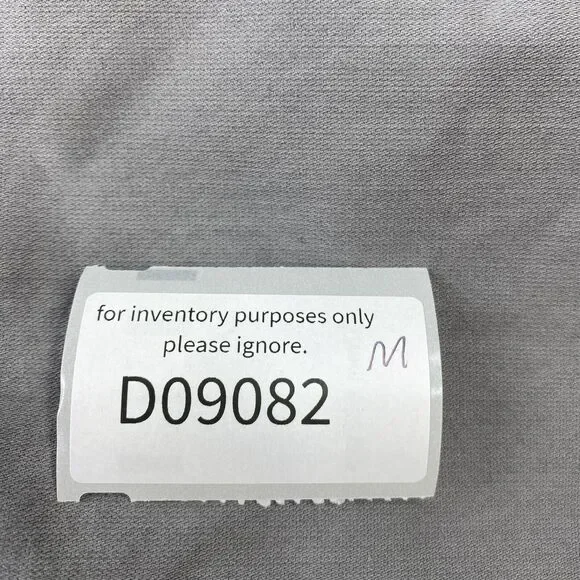 for inventory purposes only
please ignore.
M
D09082